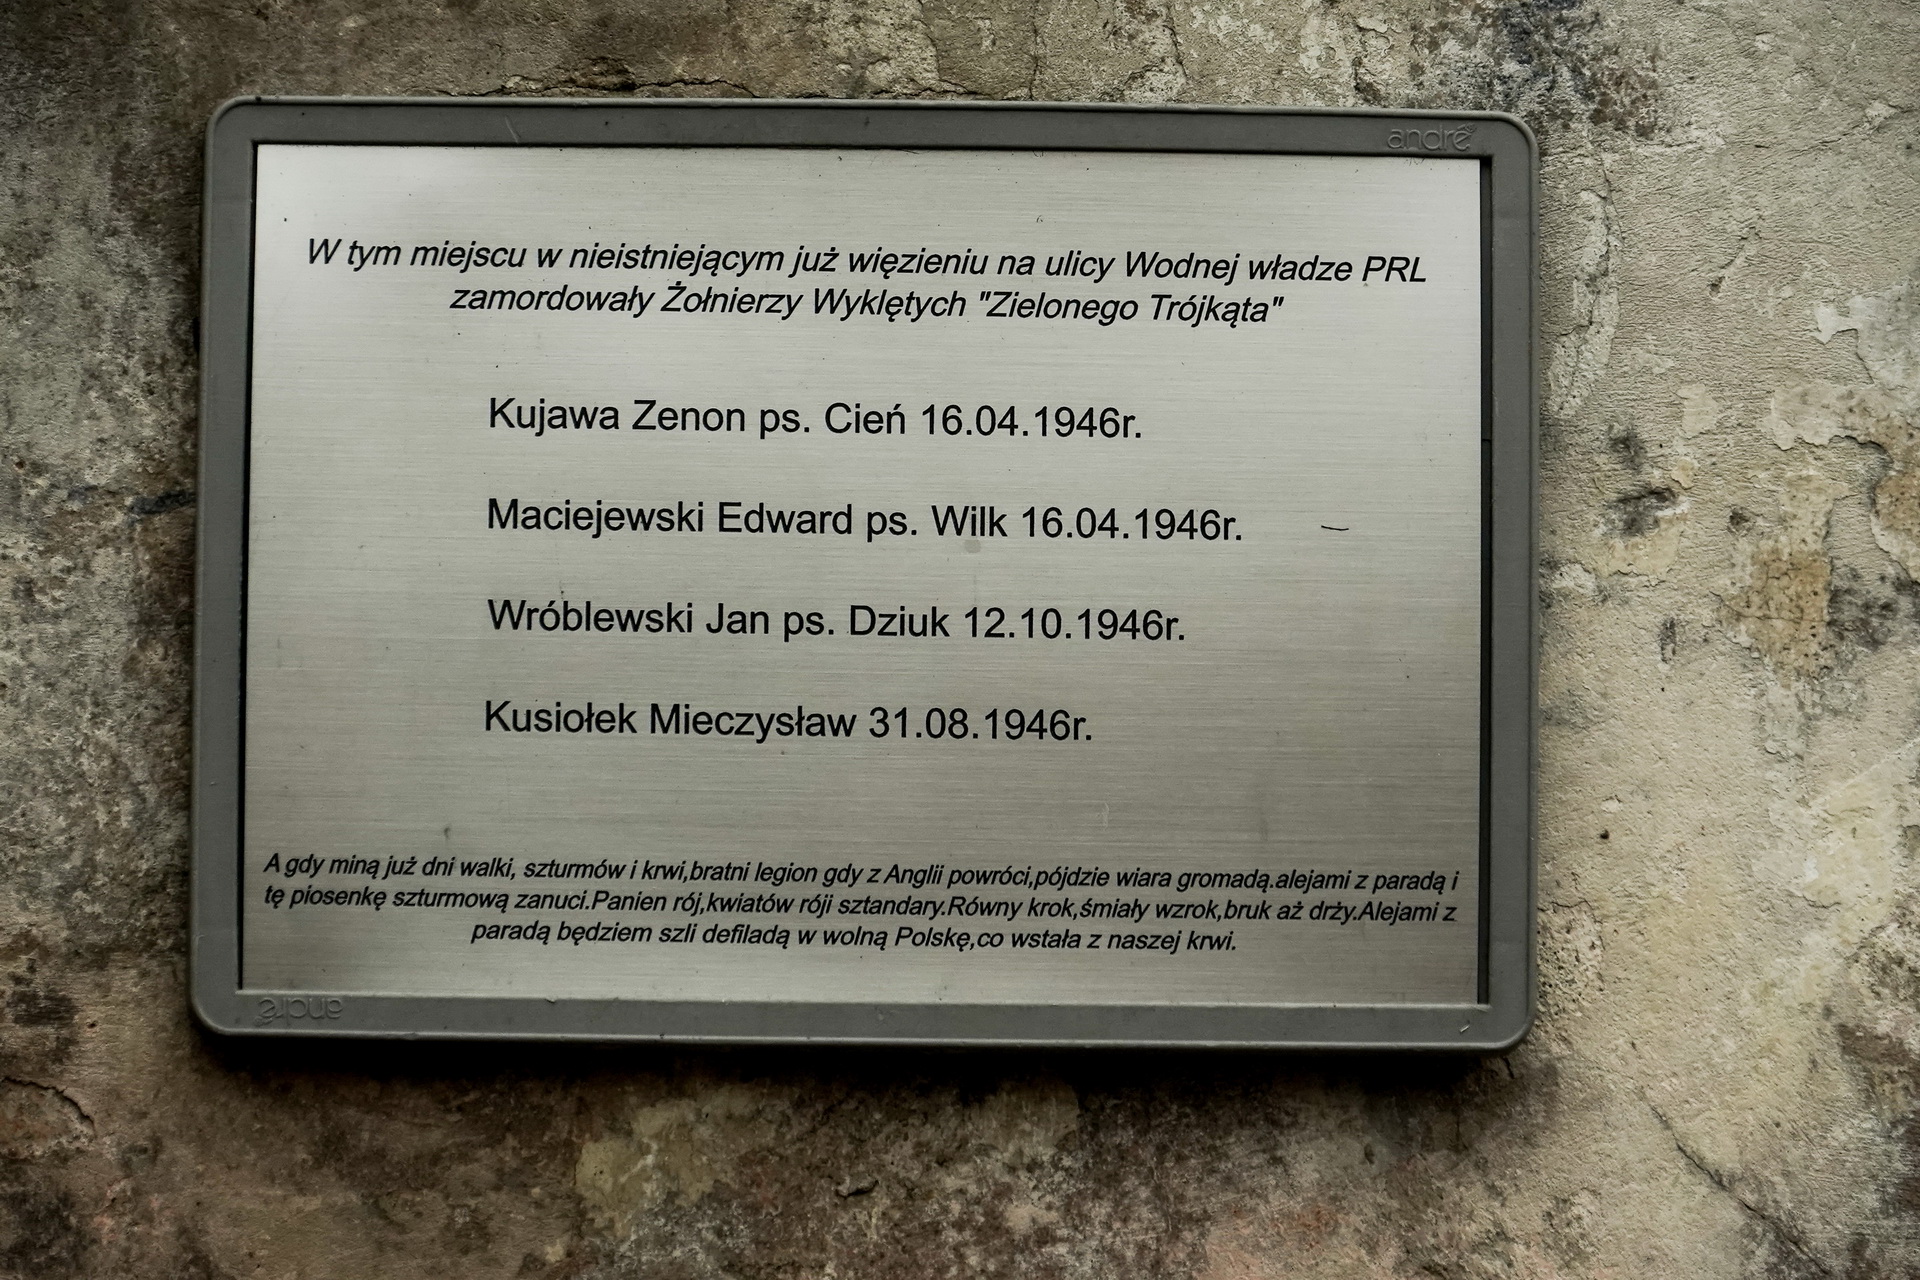 andré
W tym miejscu w nieistniejącym już więzieniu na ulicy Wodnej władze PRL
zamordowały Żołnierzy Wyklętych "Zielonego Trójkąta"
Kujawa Zenon ps. Cień 16.04.1946r.
Maciejewski Edward ps. Wilk 16.04.1946r.
Wróblewski Jan ps. Dziuk 12.10.1946r.
Kusiołek Mieczysław 31.08.1946r.
A gdy miną już dni walki, szturmów i krwi,bratni legion gdy z Anglii powróci,pójdzie wiara gromadą.alejami z paradą i
tę piosenkę szturmową zanuci.Panien rój,kwiatów róji sztandary.Równy krok,śmiały wzrok,bruk aż drży.Alejami z
paradą będziem szli defiladą w wolną Polskę,co wstała z naszej krwi.
andré